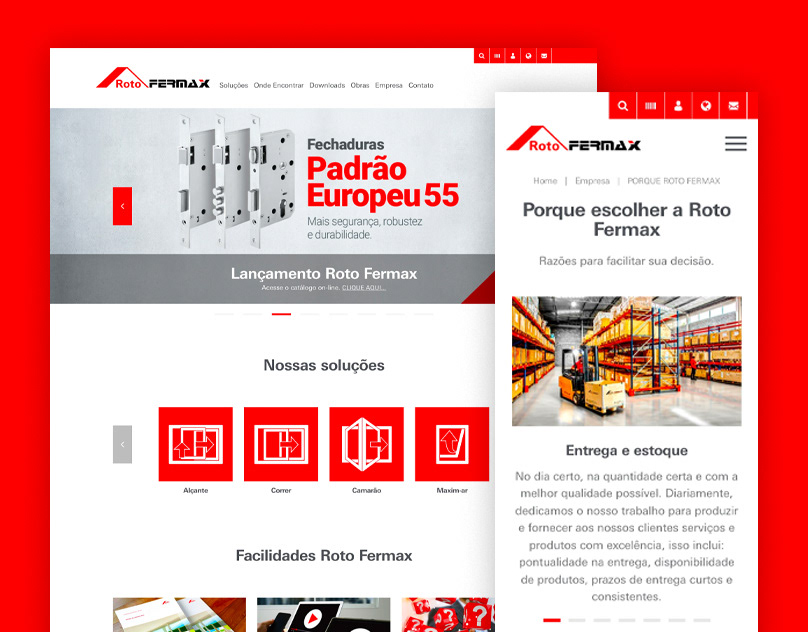 Roto FERMAX
Soluções Onde Encontrar Downloads Obras Empresa Contato
Fechaduras
Padrão
Europeu 55
Mais segurança, robustez
e durabilidade.
Lançamento Roto Fermax
Acesse o catálogo on-line. CLIQUE AQUI...
Nossas soluções
Alçante
Correr
Camarão
Maxim-ar
Facilidades Roto Fermax
Roto FERMAX
Home | Empresa | PORQUE ROTO FERMAX
Porque escolher a Roto
Fermax
Razões para facilitar sua decisão.
Entrega e estoque
No dia certo, na quantidade certa e com a
melhor qualidade possível. Diariamente,
dedicamos o nosso trabalho para produzir
e fornecer aos nossos clientes serviços e
produtos com excelência, isso inclui:
pontualidade na entrega, disponibilidade
de produtos, prazos de entrega curtos e
consistentes.